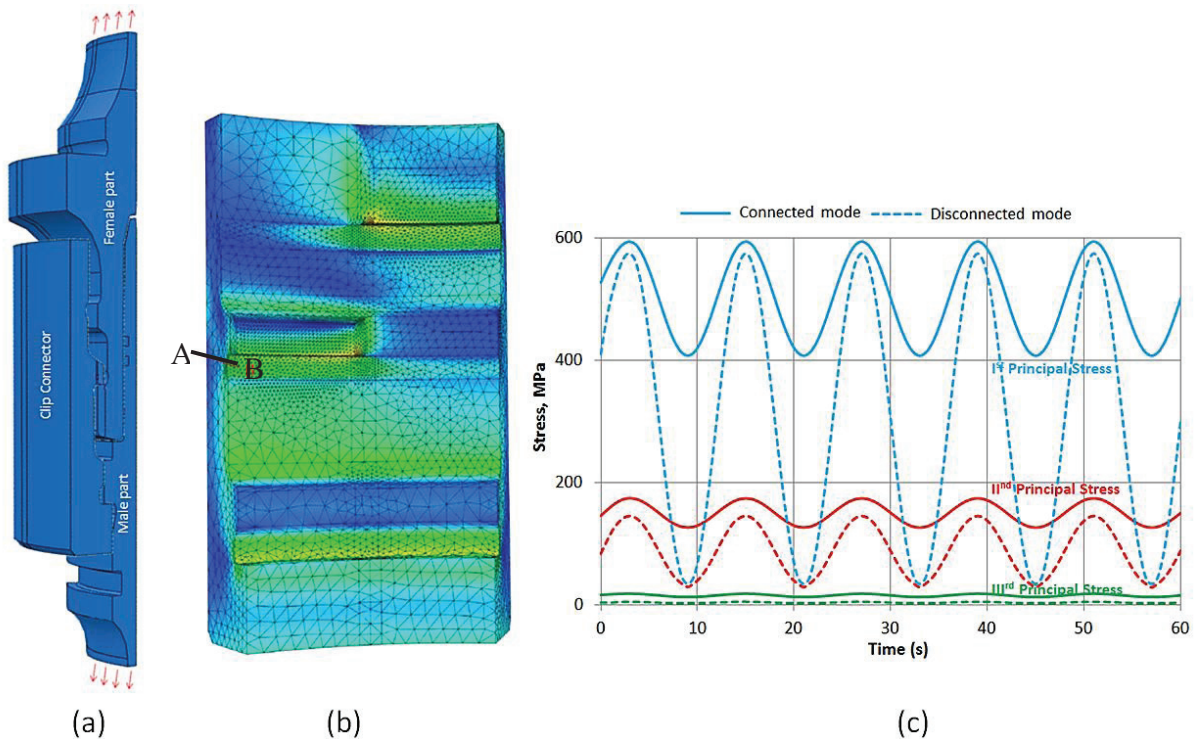 Female part
Clip Connector
Male part
(a)
A
B
(b)
Connected mode
Disconnected mode
600
400
200
0
Stress, MPa
Principal Stress
IInd Principal Stress
IIIrd Principal Stress
0
10
20
30
40
50
60
Time (s)
(c)